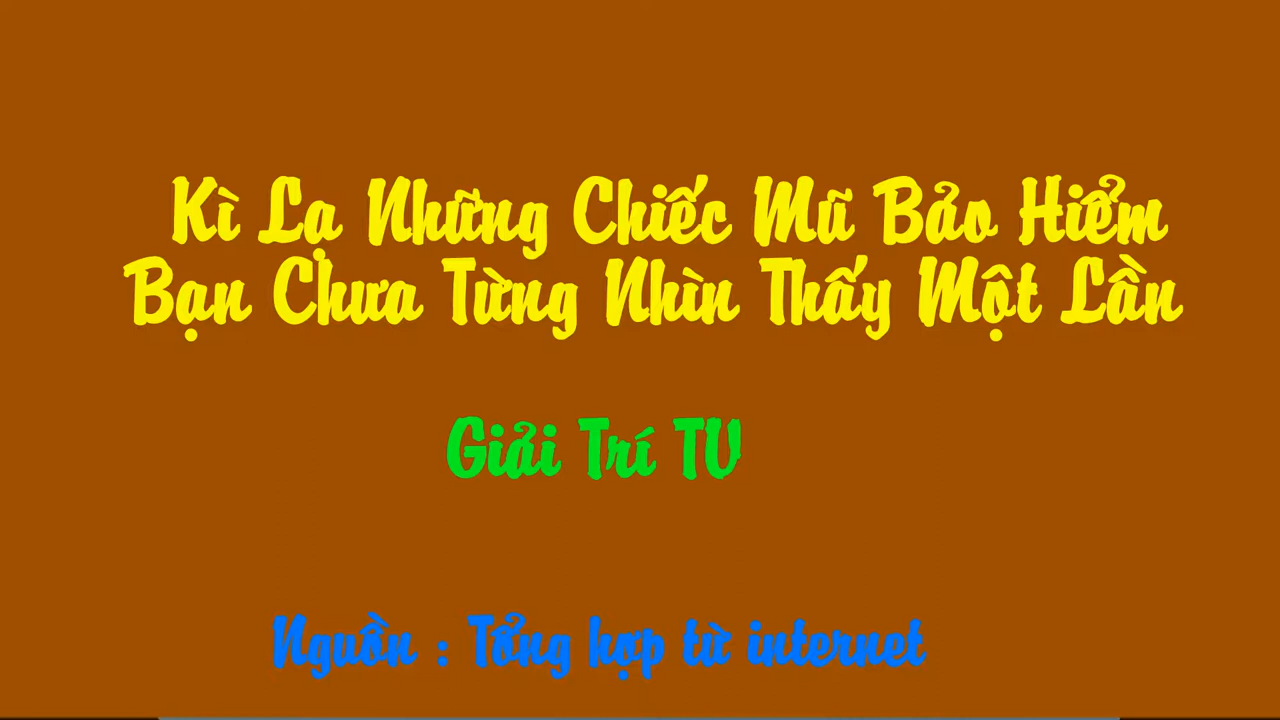 Kì Lạ Những Chiếc Mũ Bảo Hiểm
Bạn Chưa Từng Nhìn Thấy Một Lần
Giải Trí TV
Nguồn : Tổng hợp từ internet